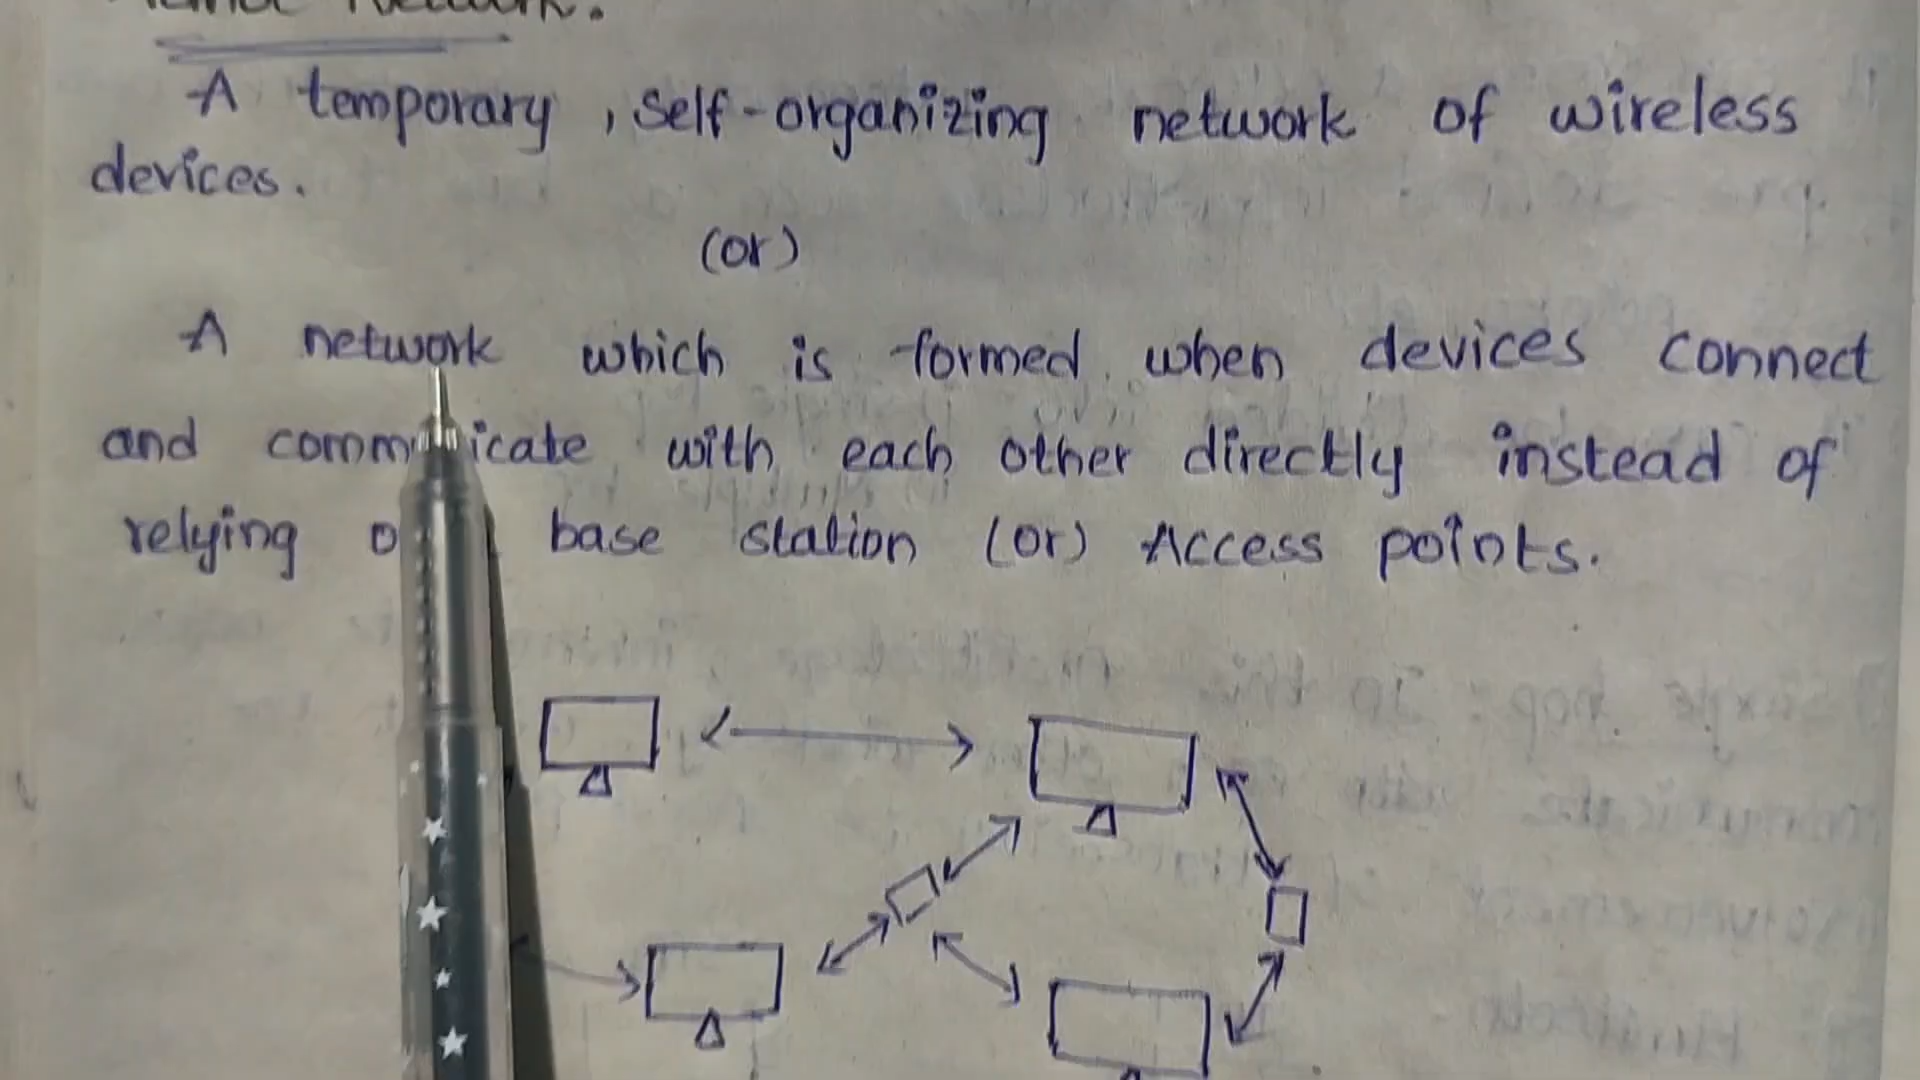 Network.
A temporary, self-organizing network of wireless
devices.
(or)
A network which is formed when devices connect
and communicate with each other directly instead of
relying base station (or) Access points.